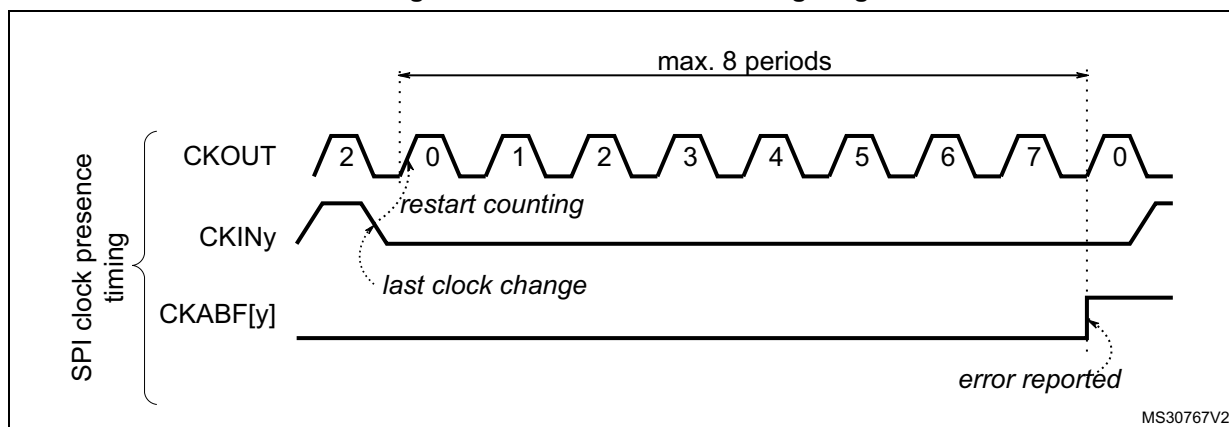 max. 8 periods
CKOUT
2 0 1 2 3 4 5 6 7 0
restart counting
CKINy
last clock change
CKABF[y]
error reported
SPI clock presence
timing
MS30767V2